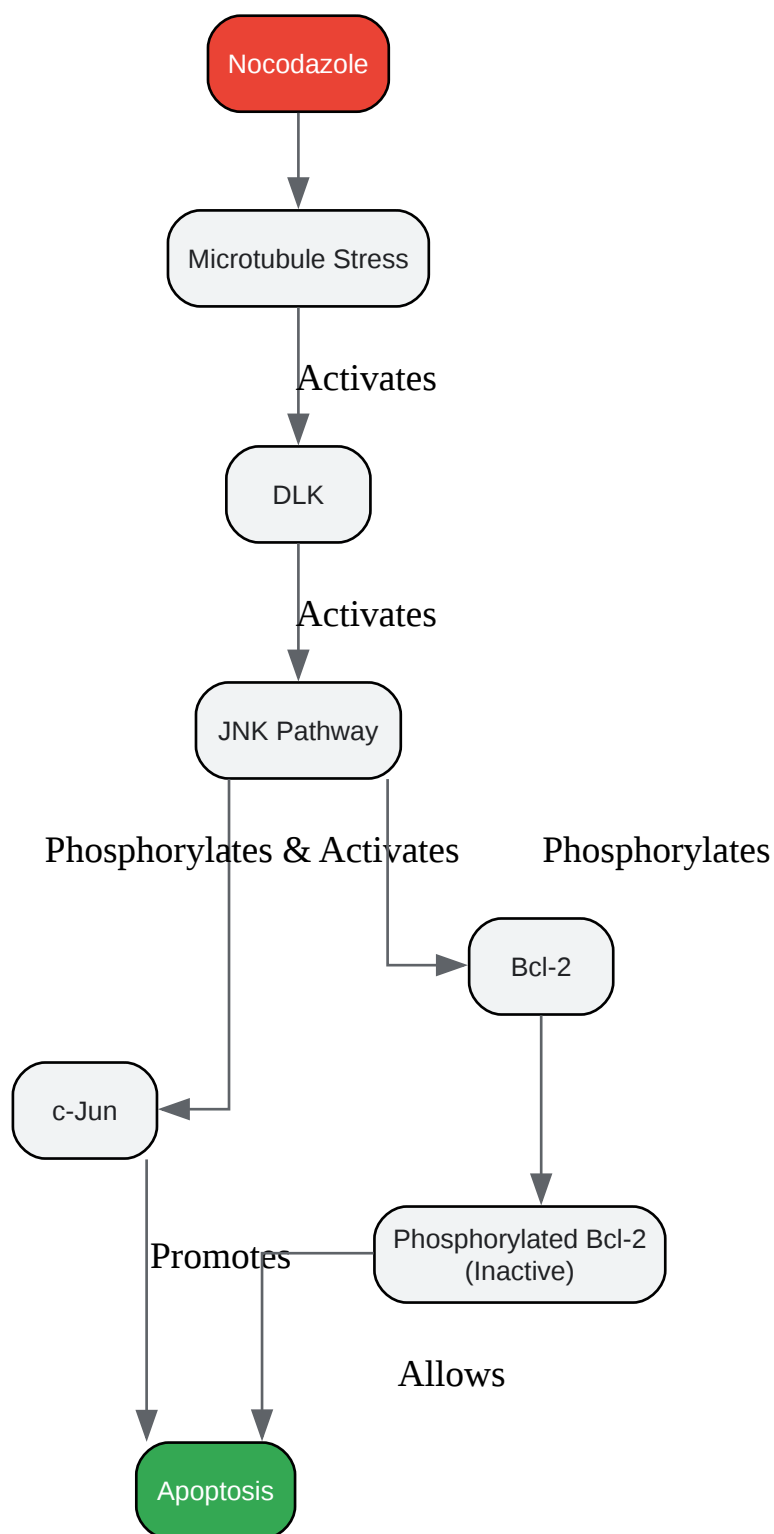 Nocodazole
Microtubule Stress
Activates
DLK
Activates
JNK Pathway
Phosphorylates & Activates
Phosphorylates
Bcl-2
c-Jun
Phosphorylated Bcl-2
(Inactive)
Promotes
Allows
Apoptosis